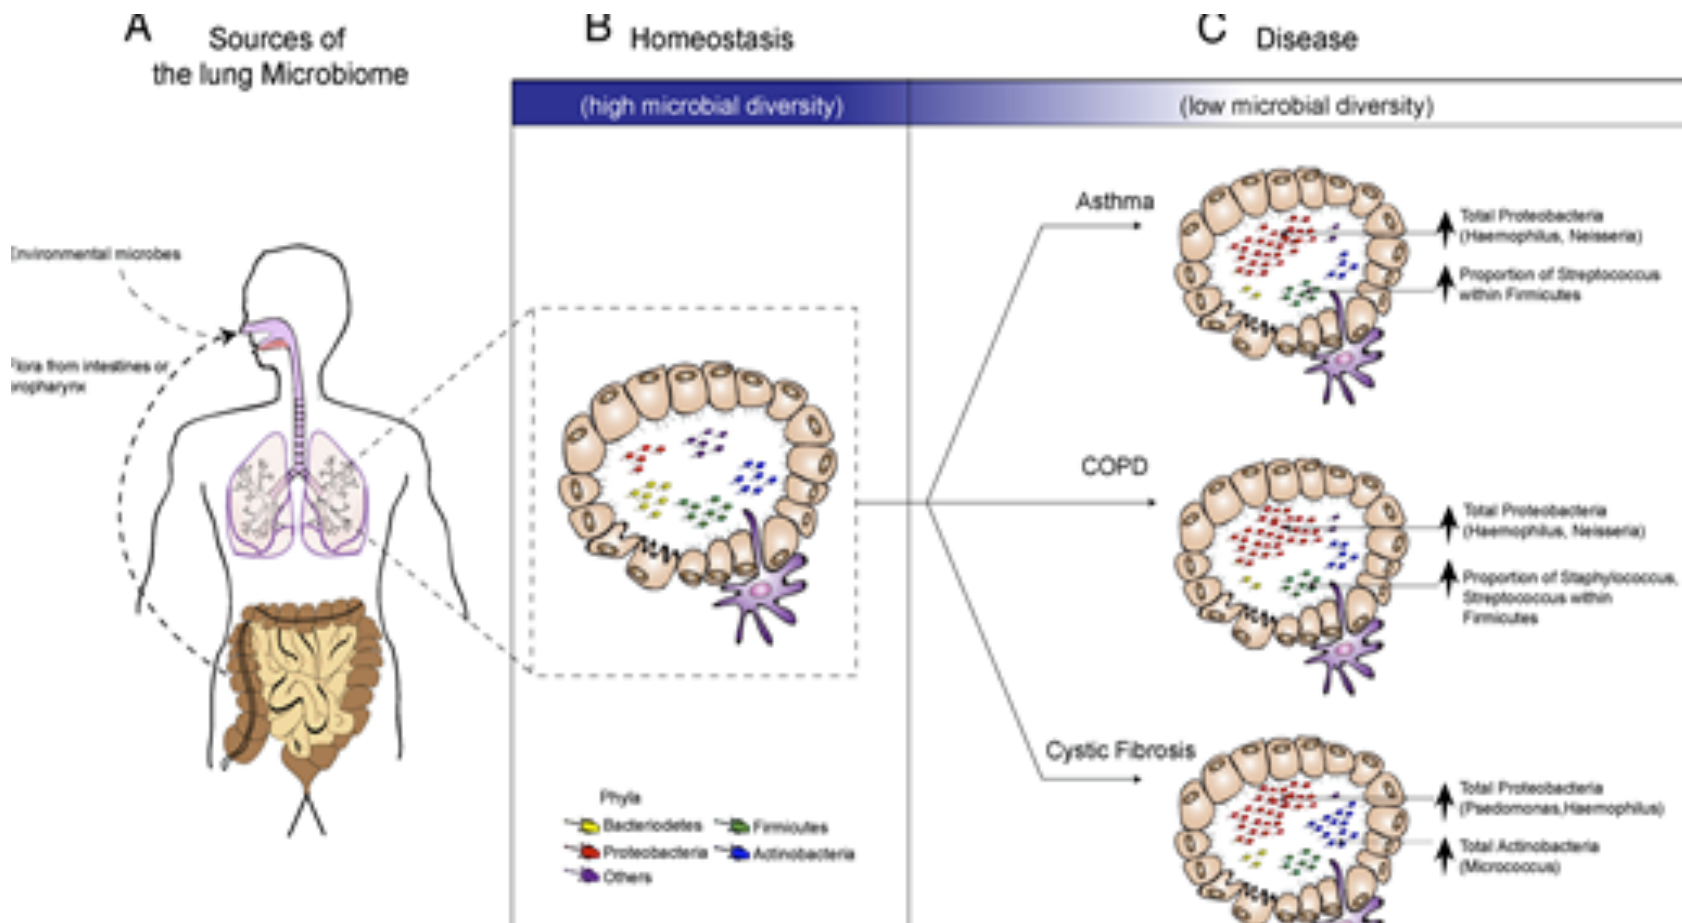 A
Sources of
the lung Microbiome
B
Homeostasis
C
Disease
(high microbial diversity)
(low microbial diversity)
Environmental microbes
Flora from intestines or
oropharynx
Asthma
Total Proteobacteria
(Haemophilus, Neisseria)
Proportion of Streptococcus
within Firmicutes
COPD
Total Proteobacteria
(Haemophilus, Neisseria)
Proportion of Staphylococcus,
Streptococcus within
Firmicutes
Cystic Fibrosis
Total Proteobacteria
(Psedomonas,Haemophilus)
Total Actinobacteria
(Micrococcus)
Phyla
Bacteriodetes
Firmicutes
Proteobacteria
Actinobacteria
Others